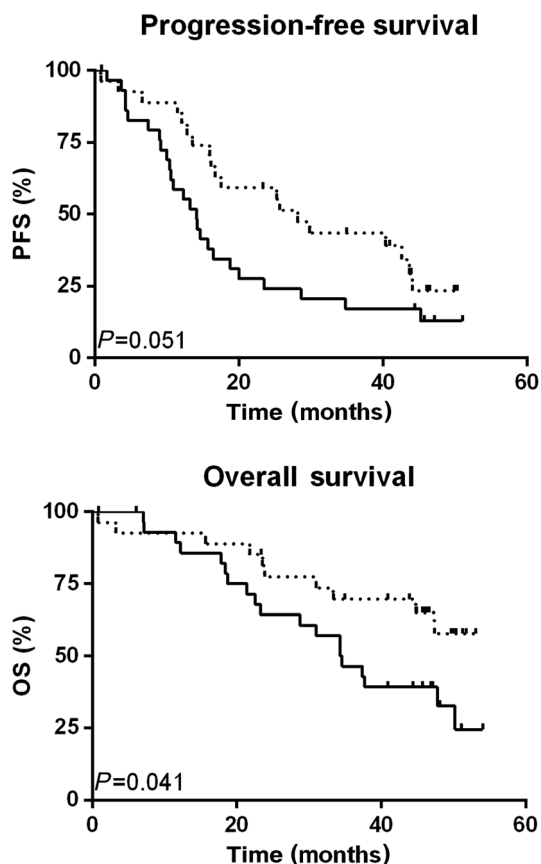 Progression-free survival
100
75
50
25
0
PFS (%)
P=0.051
0 20 40 60
Time (months)
Overall survival
100
75
50
25
0
OS (%)
P=0.041
0 20 40 60
Time (months)